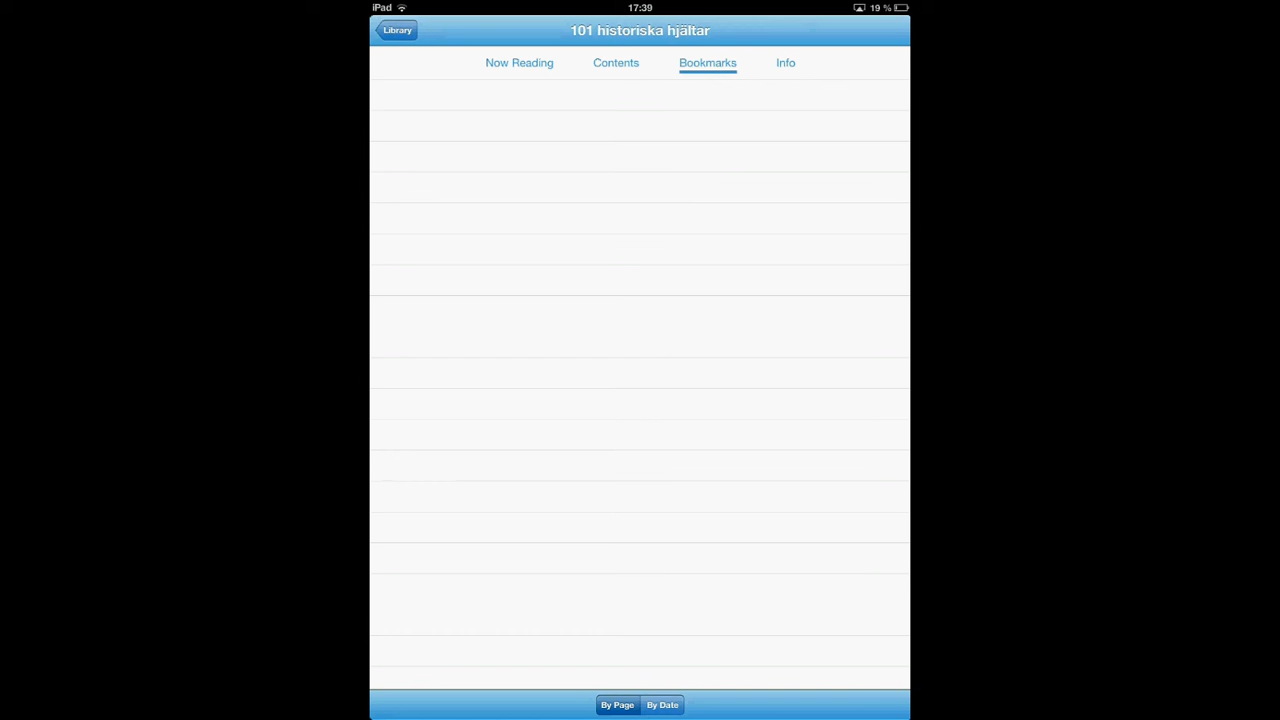 iPad 17:39 19 %
Library 101 historiska hjältar
Now Reading Contents Bookmarks Info
By Page By Date